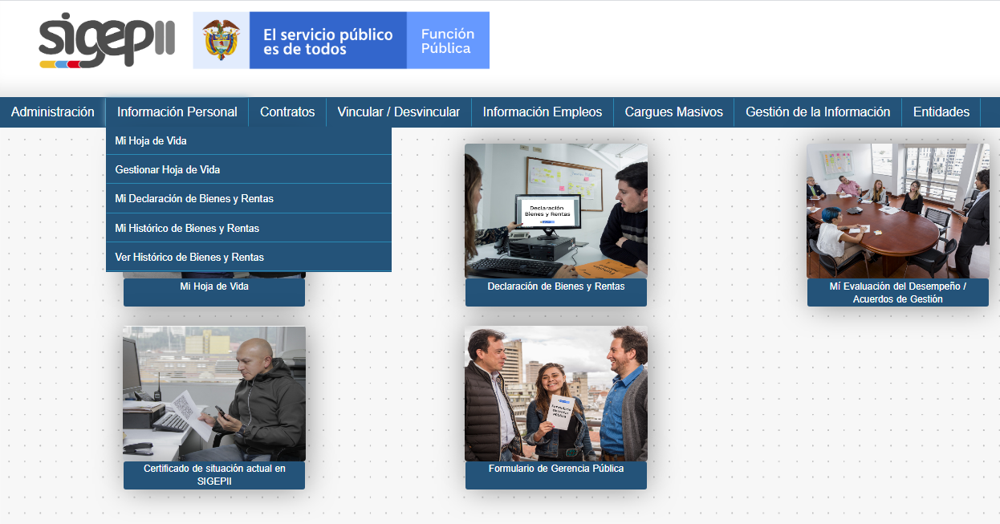 sigepII
El servicio público
es de todos
Función
Pública
Administración
Información Personal
Contratos
Vincular / Desvincular
Información Empleos
Cargues Masivos
Gestión de la Información
Entidades
Mi Hoja de Vida
Gestionar Hoja de Vida
Mi Declaración de Bienes y Rentas
Mi Histórico de Bienes y Rentas
Ver Histórico de Bienes y Rentas
Declaración
Bienes y Rentas
Mi Hoja de Vida
Declaración de Bienes y Rentas
Mí Evaluación del Desempeño /
Acuerdos de Gestión
Formulario
Gerencia
Pública
Certificado de situación actual en
SIGEPII
Formulario de Gerencia Pública